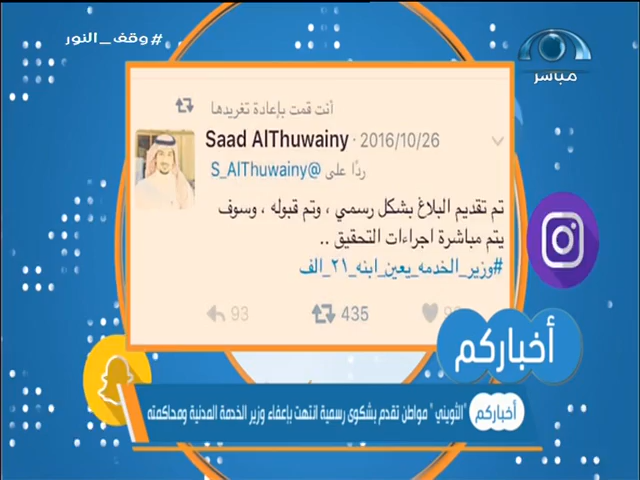 #وقف_النور
مباشر
أنت قمت بإعادة تغريدها
Saad AlThuwainy · 2016/10/26
ردًا على @S_AlThuwainy
تم تقديم البلاغ بشكل رسمي ، وتم قبوله ، وسوف
يتم مباشرة اجراءات التحقيق ..
#وزير_الخدمه_يعين_ابنه_٢١_الف
93 435
أخباركم
أخباركم "الثويني" مواطن تقدم بشكوى رسمية انتهت بإعفاء وزير الخدمة المدنية ومحاكمته